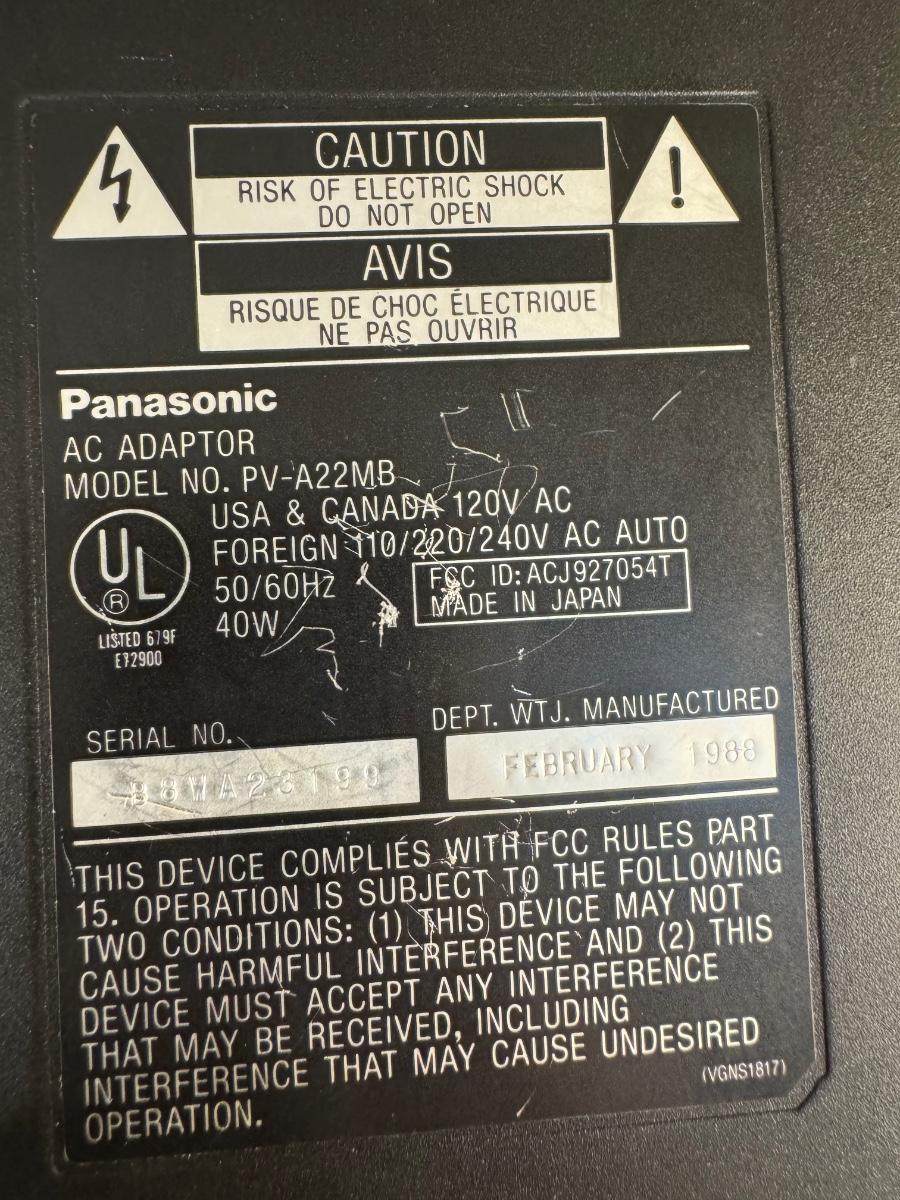 CAUTION
RISK OF ELECTRIC SHOCK
DO NOT OPEN
AVIS
RISQUE DE CHOC ÉLECTRIQUE
NE PAS OUVRIR
Panasonic
AC ADAPTOR
MODEL NO. PV-A22MB
USA & CANADA 120V AC
FOREIGN 110/220/240V AC AUTO
50/60Hz
40W
FCC ID: ACJ927054T
MADE IN JAPAN
UL
®
LISTED 679F
E72900
SERIAL NO.
B8WA23199
DEPT. WTJ. MANUFACTURED
FEBRUARY 1988
THIS DEVICE COMPLIES WITH FCC RULES PART
15. OPERATION IS SUBJECT TO THE FOLLOWING
TWO CONDITIONS: (1) THIS DEVICE MAY NOT
CAUSE HARMFUL INTERFERENCE AND (2) THIS
DEVICE MUST ACCEPT ANY INTERFERENCE
THAT MAY BE RECEIVED, INCLUDING
INTERFERENCE THAT MAY CAUSE UNDESIRED
OPERATION.
(VGNS1817)